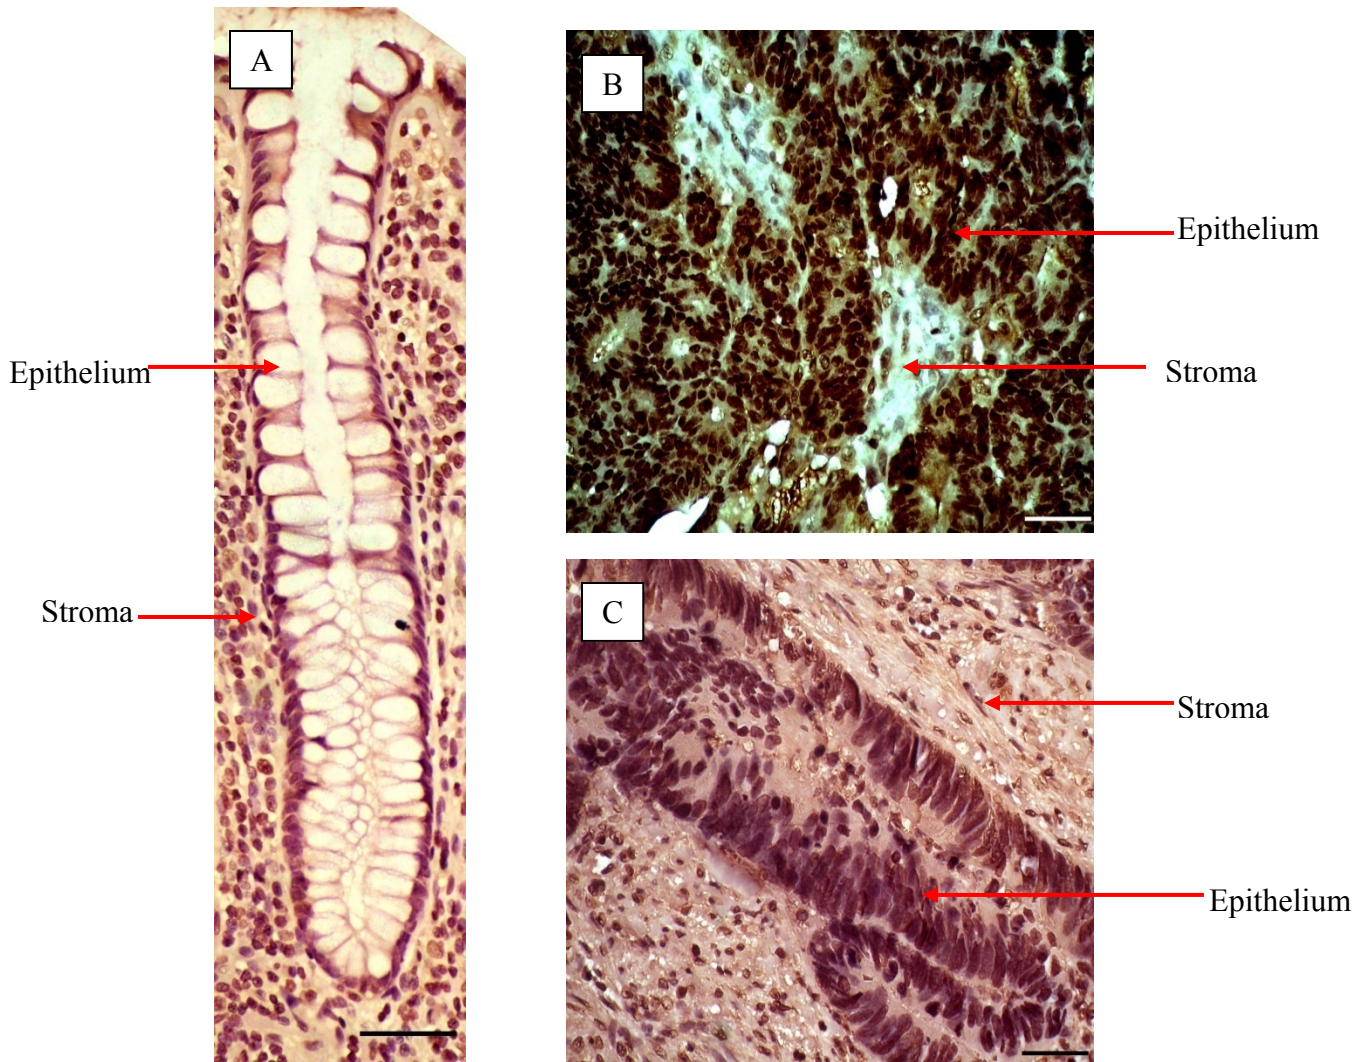 A
Epithelium
Stroma
B
Epithelium
Stroma
C
Stroma
Epithelium